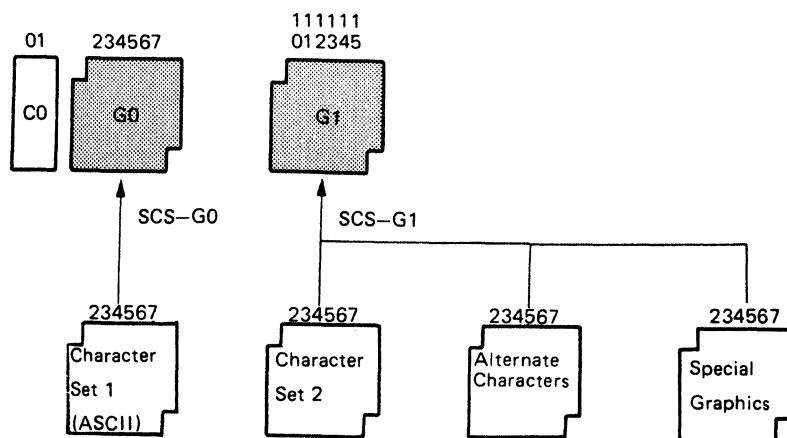 111111
01 234567 012345
C0 G0 G1
SCS-G0 SCS-G1
234567 234567 234567 234567
Character
Set 1
(ASCII)
Character
Set 2
Alternate
Characters
Special
Graphics